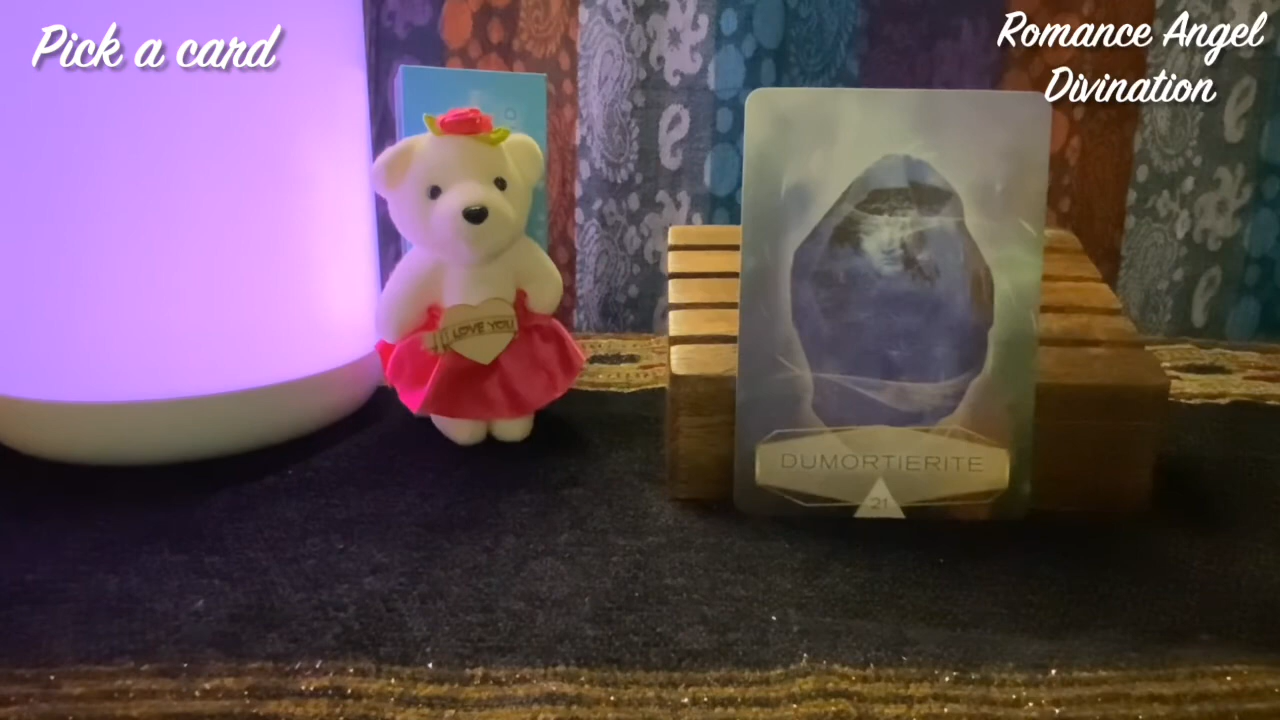 Pick a card
Romance Angel
Divination
I LOVE YOU
DUMORTIERITE
21